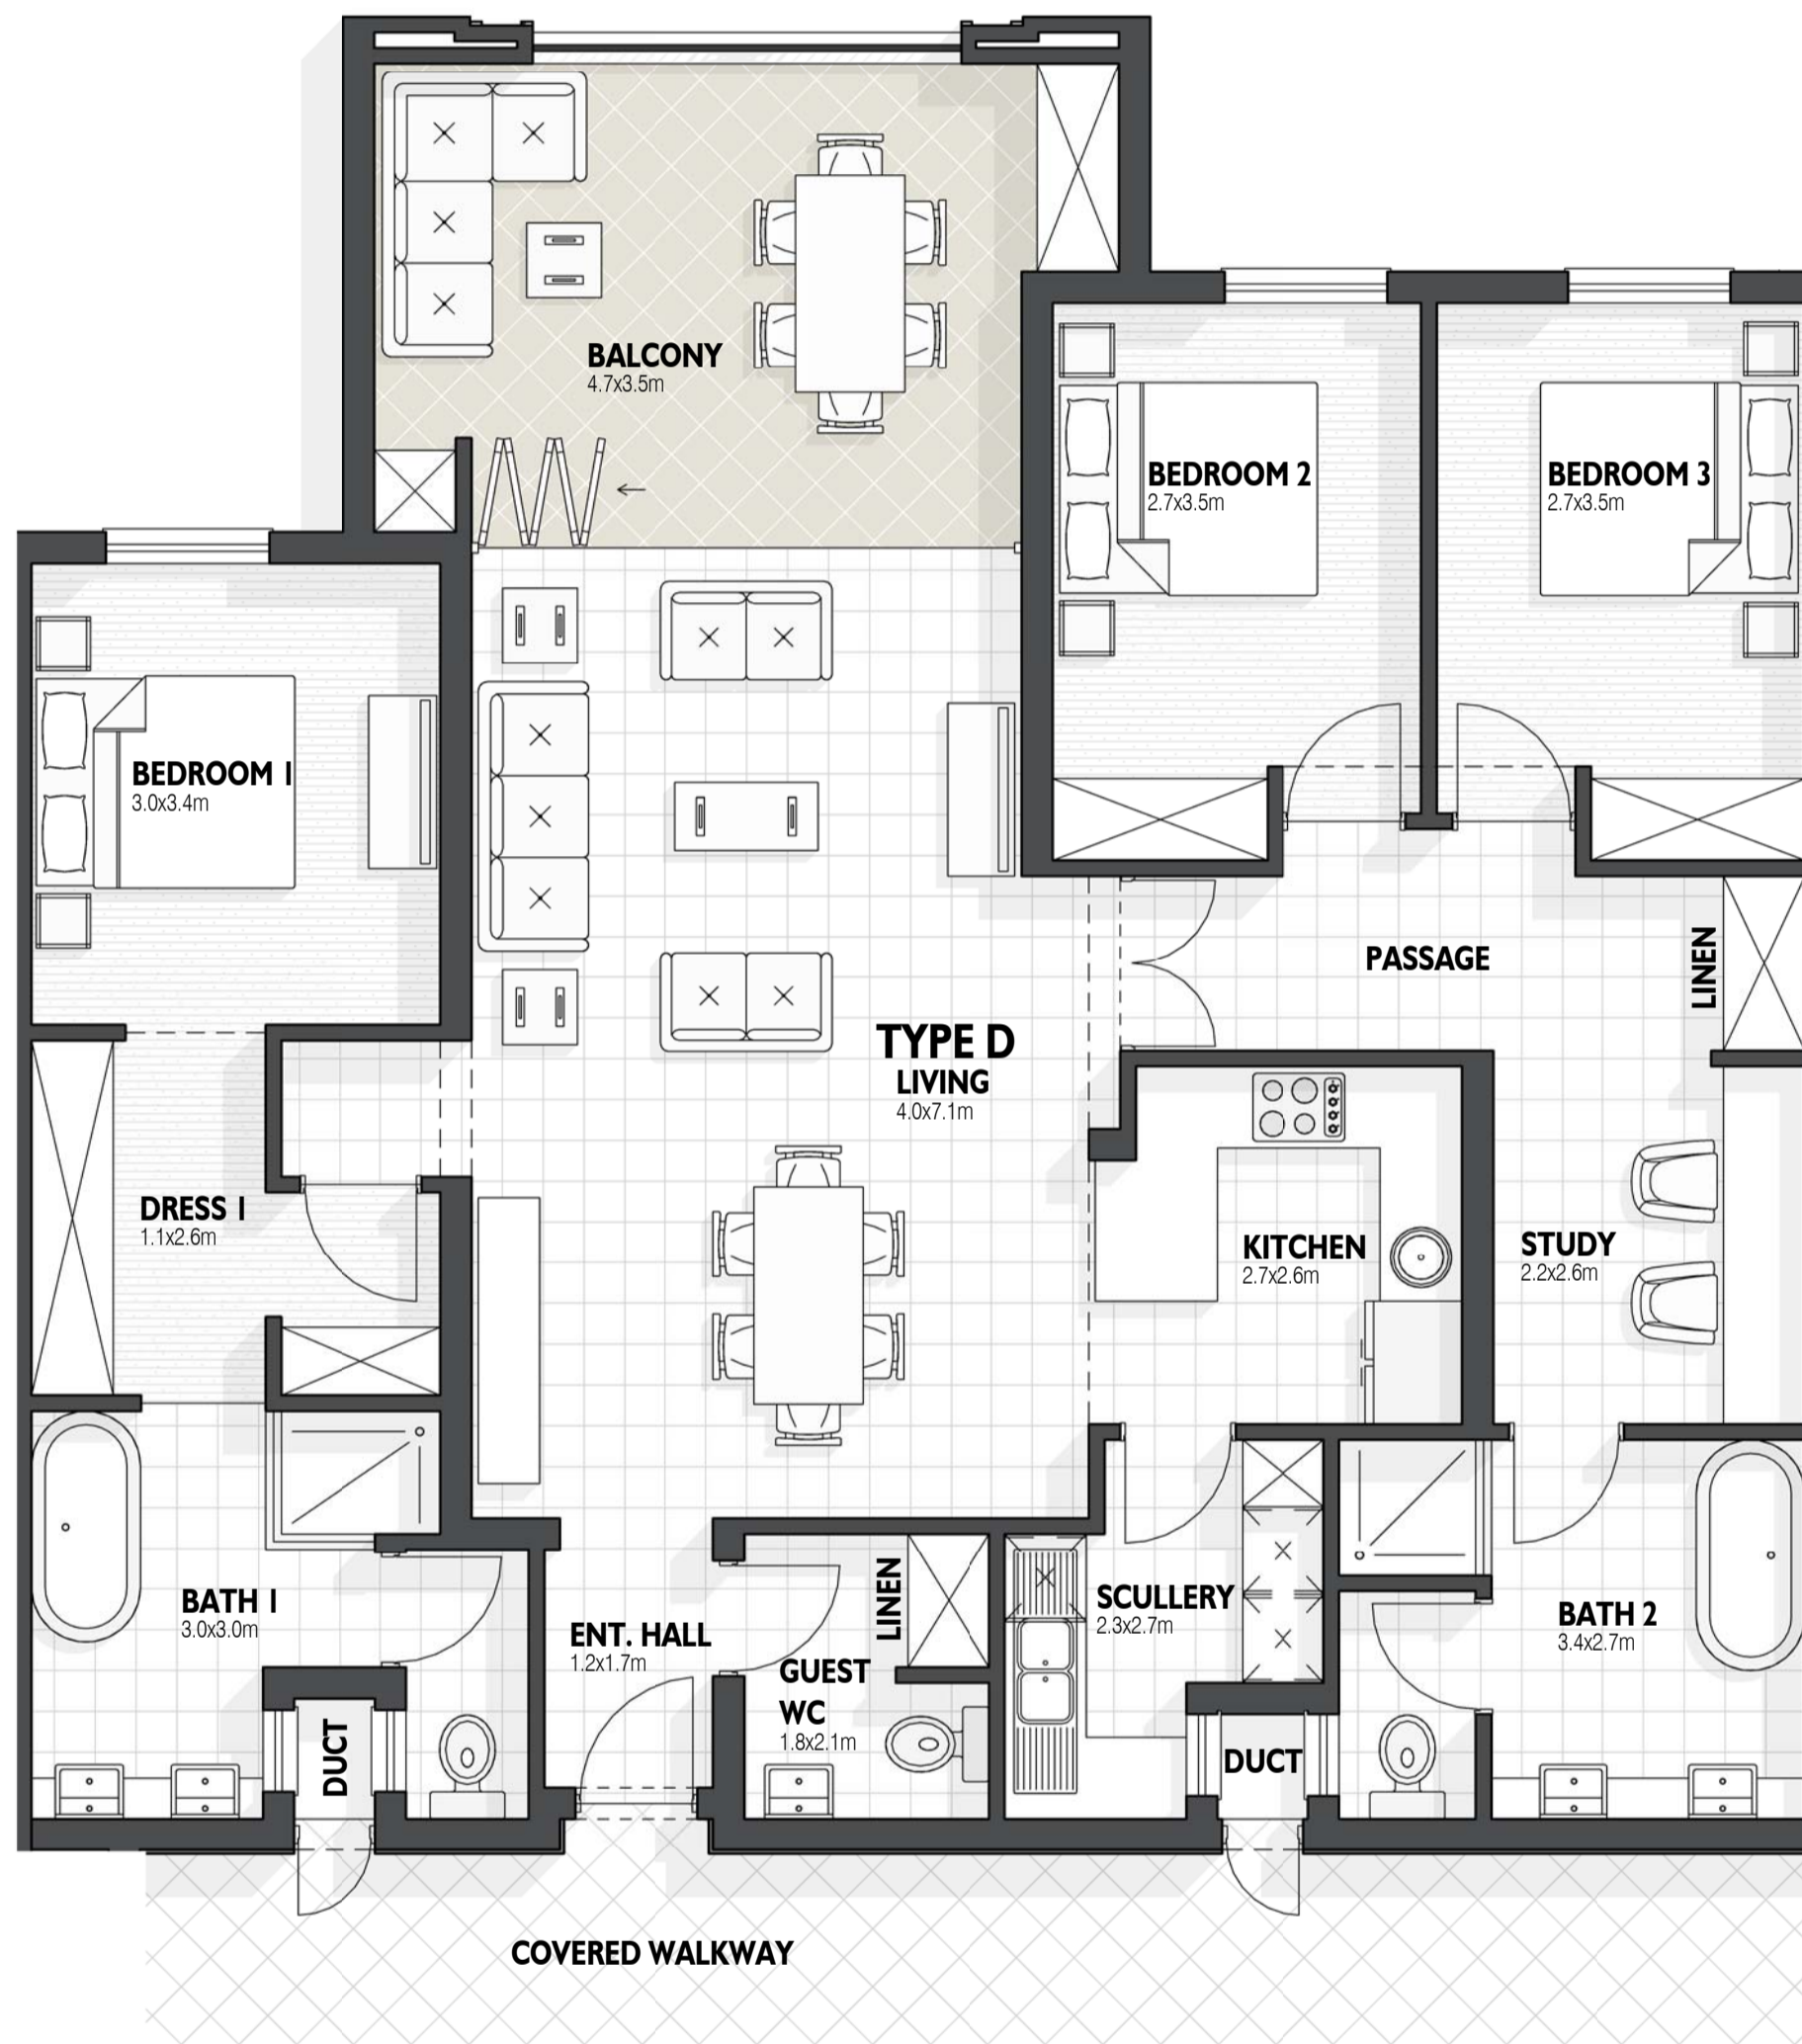 BALCONY
4.7x3.5m
BEDROOM 2
2.7x3.5m
BEDROOM 3
2.7x3.5m
BEDROOM 1
3.0x3.4m
PASSAGE
LINEN
TYPE D
LIVING
4.0x7.1m
DRESS 1
1.1x2.6m
KITCHEN
2.7x2.6m
STUDY
2.2x2.6m
BATH 1
3.0x3.0m
ENT. HALL
1.2x1.7m
LINEN
GUEST
WC
1.8x2.1m
SCULLERY
2.3x2.7m
BATH 2
3.4x2.7m
DUCT
DUCT
COVERED WALKWAY